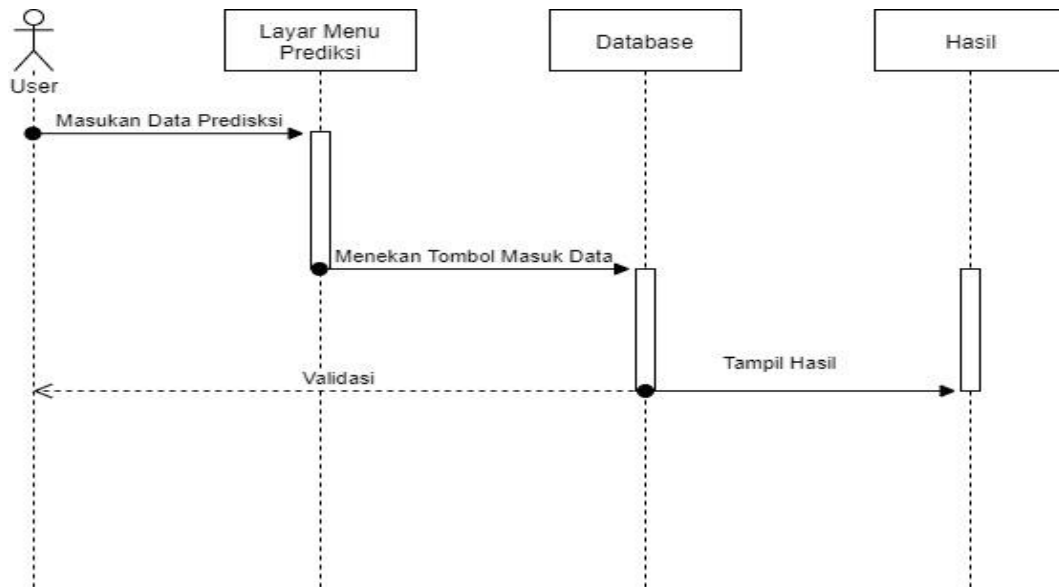 Layar Menu
Prediksi
Database
Hasil
User
Masukan Data Predisksi
Menekan Tombol Masuk Data
Tampil Hasil
Validasi